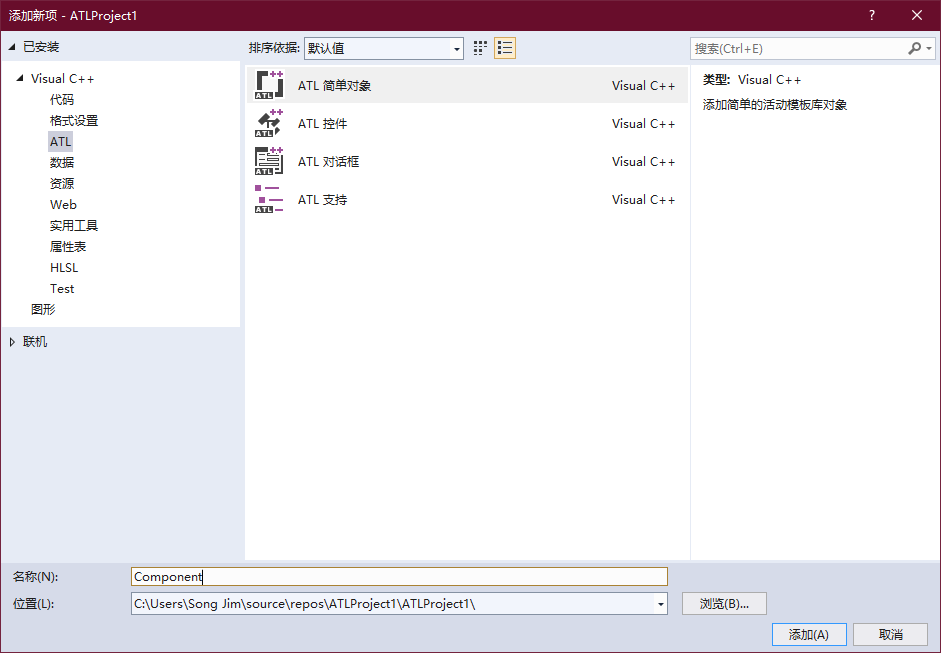 添加新项 - ATLProject1
?
已安装
排序依据: 默认值
搜索(Ctrl+E)
Visual C++
代码
格式设置
ATL
数据
资源
Web
实用工具
属性表
HLSL
Test
图形
联机
ATL ATL 简单对象 Visual C++
ATL ATL 控件 Visual C++
ATL ATL 对话框 Visual C++
ATL ATL 支持 Visual C++
类型: Visual C++
添加简单的活动模板库对象
名称(N): Component
位置(L): C:\Users\Song Jim\source\repos\ATLProject1\ATLProject1\
浏览(B)...
添加(A) 取消